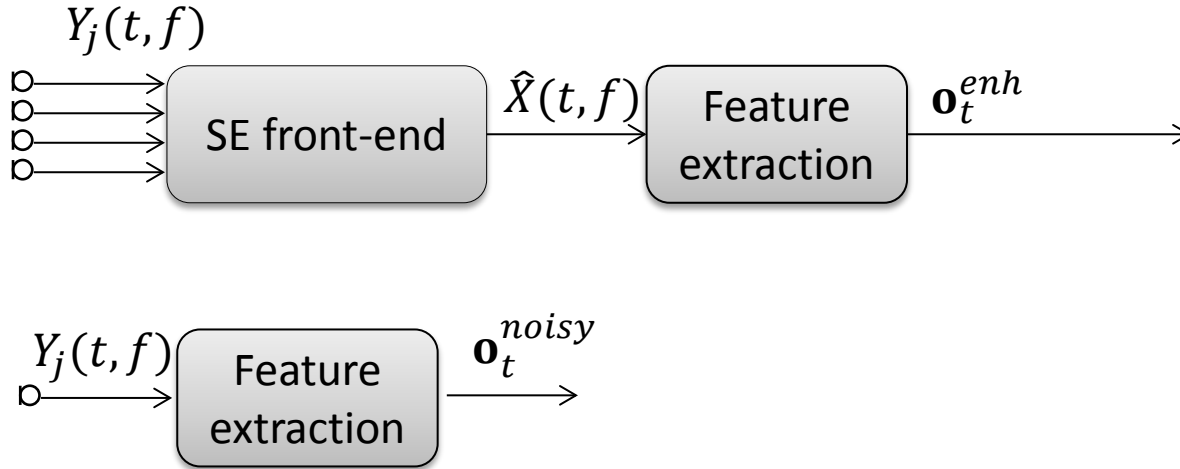 Y_j(t, f)
SE front-end
X̂(t, f)
Feature
extraction
𝐨_t^{enh}
Y_j(t, f)
Feature
extraction
𝐨_t^{noisy}